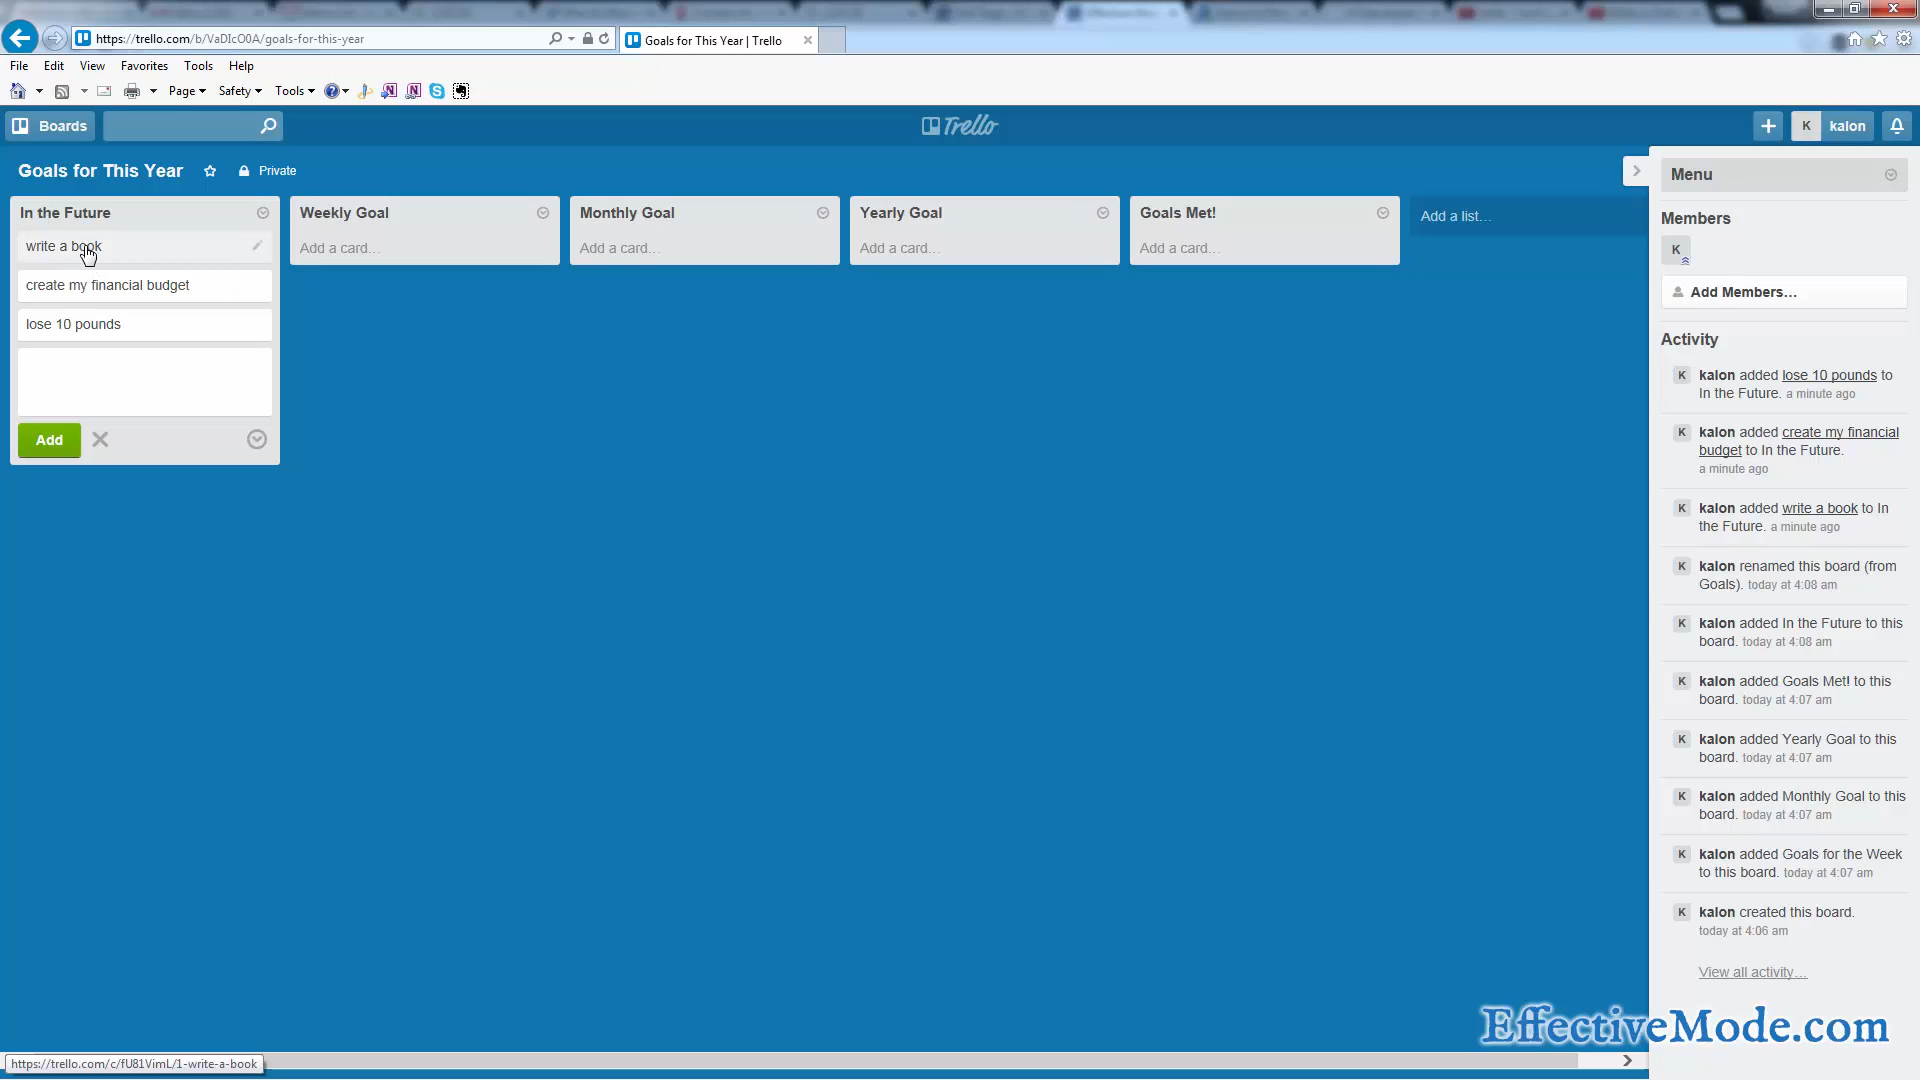 https://trello.com/b/VaDIcO0A/goals-for-this-year
Goals for This Year | Trello
File Edit View Favorites Tools Help
Page Safety Tools
Boards
Trello
K kalon
Goals for This Year Private
In the Future
write a book
create my financial budget
lose 10 pounds
Add
Weekly Goal
Add a card...
Monthly Goal
Add a card...
Yearly Goal
Add a card...
Goals Met!
Add a card...
Add a list...
Menu
Members
K
Add Members...
Activity
K kalon added lose 10 pounds to
In the Future. a minute ago
K kalon added create my financial
budget to In the Future.
a minute ago
K kalon added write a book to In
the Future. a minute ago
K kalon renamed this board (from
Goals). today at 4:08 am
K kalon added In the Future to this
board. today at 4:08 am
K kalon added Goals Met! to this
board. today at 4:07 am
K kalon added Yearly Goal to this
board. today at 4:07 am
K kalon added Monthly Goal to this
board. today at 4:07 am
K kalon added Goals for the Week
to this board. today at 4:07 am
K kalon created this board.
today at 4:06 am
View all activity...
EffectiveMode.com
https://trello.com/c/fU81VimL/1-write-a-book